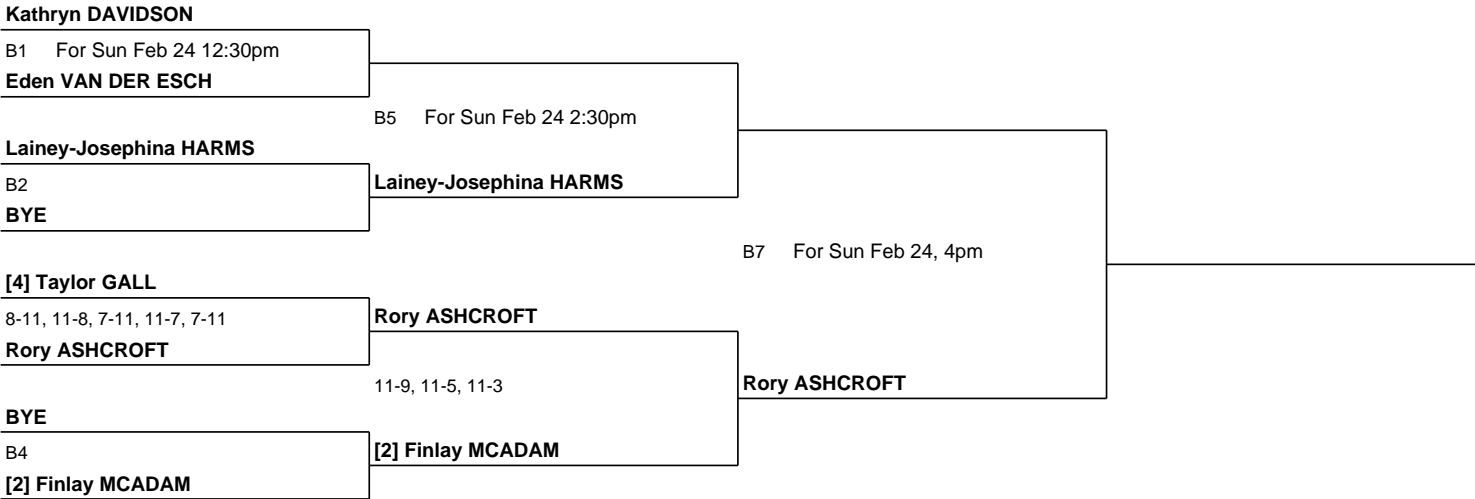 Kathryn DAVIDSON
B1 For Sun Feb 24 12:30pm
Eden VAN DER ESCH
B5 For Sun Feb 24 2:30pm
Lainey-Josephina HARMS
B2
Lainey-Josephina HARMS
BYE
B7 For Sun Feb 24, 4pm
[4] Taylor GALL
8-11, 11-8, 7-11, 11-7, 7-11
Rory ASHCROFT
Rory ASHCROFT
11-9, 11-5, 11-3
Rory ASHCROFT
BYE
B4
[2] Finlay MCADAM
[2] Finlay MCADAM